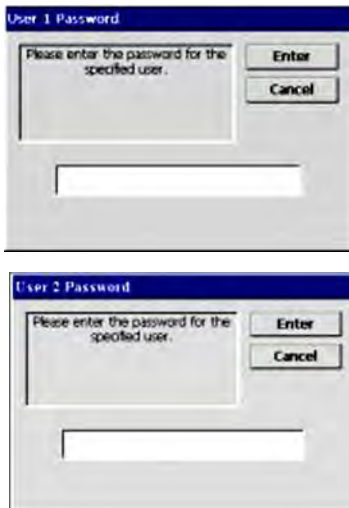 User 1 Password
Please enter the password for the
specified user.
Enter
Cancel
User 2 Password
Please enter the password for the
specified user.
Enter
Cancel